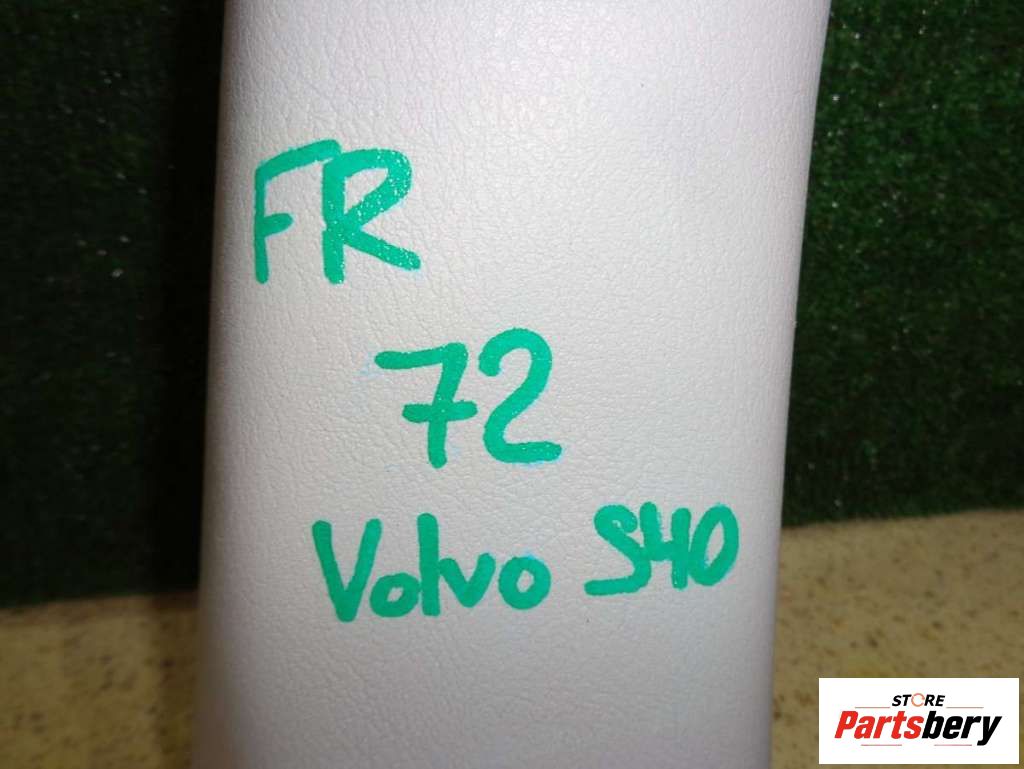 FR
72
Volvo S40
STORE
Partsbery